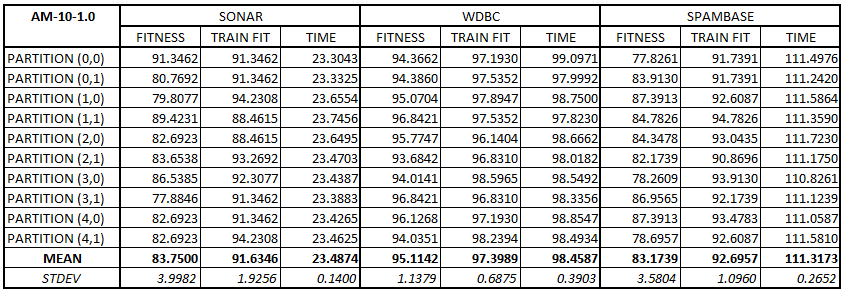 AM-10-1.0 SONAR WDBC SPAMBASE
FITNESS TRAIN FIT TIME FITNESS TRAIN FIT TIME FITNESS TRAIN FIT TIME
PARTITION (0,0) 91.3462 91.3462 23.3043 94.3662 97.1930 99.0971 77.8261 91.7391 111.4976
PARTITION (0,1) 80.7692 91.3462 23.3325 94.3860 97.5352 97.9992 83.9130 91.7391 111.2420
PARTITION (1,0) 79.8077 94.2308 23.6554 95.0704 97.8947 98.7500 87.3913 92.6087 111.5864
PARTITION (1,1) 89.4231 88.4615 23.7456 96.8421 97.5352 97.8230 84.7826 94.7826 111.3590
PARTITION (2,0) 82.6923 88.4615 23.6495 95.7747 96.1404 98.6662 84.3478 93.0435 111.7230
PARTITION (2,1) 83.6538 93.2692 23.4703 93.6842 96.8310 98.0182 82.1739 90.8696 111.1750
PARTITION (3,0) 86.5385 92.3077 23.4387 94.0141 98.5965 98.5492 78.2609 93.9130 110.8261
PARTITION (3,1) 77.8846 91.3462 23.3883 96.8421 96.8310 98.3356 86.9565 92.1739 111.1239
PARTITION (4,0) 82.6923 91.3462 23.4265 96.1268 97.1930 98.8547 87.3913 93.4783 111.0587
PARTITION (4,1) 82.6923 94.2308 23.4625 94.0351 98.2394 98.4934 78.6957 92.6087 111.5810
MEAN 83.7500 91.6346 23.4874 95.1142 97.3989 98.4587 83.1739 92.6957 111.3173
STDEV 3.9982 1.9256 0.1400 1.1379 0.6875 0.3903 3.5804 1.0960 0.2652